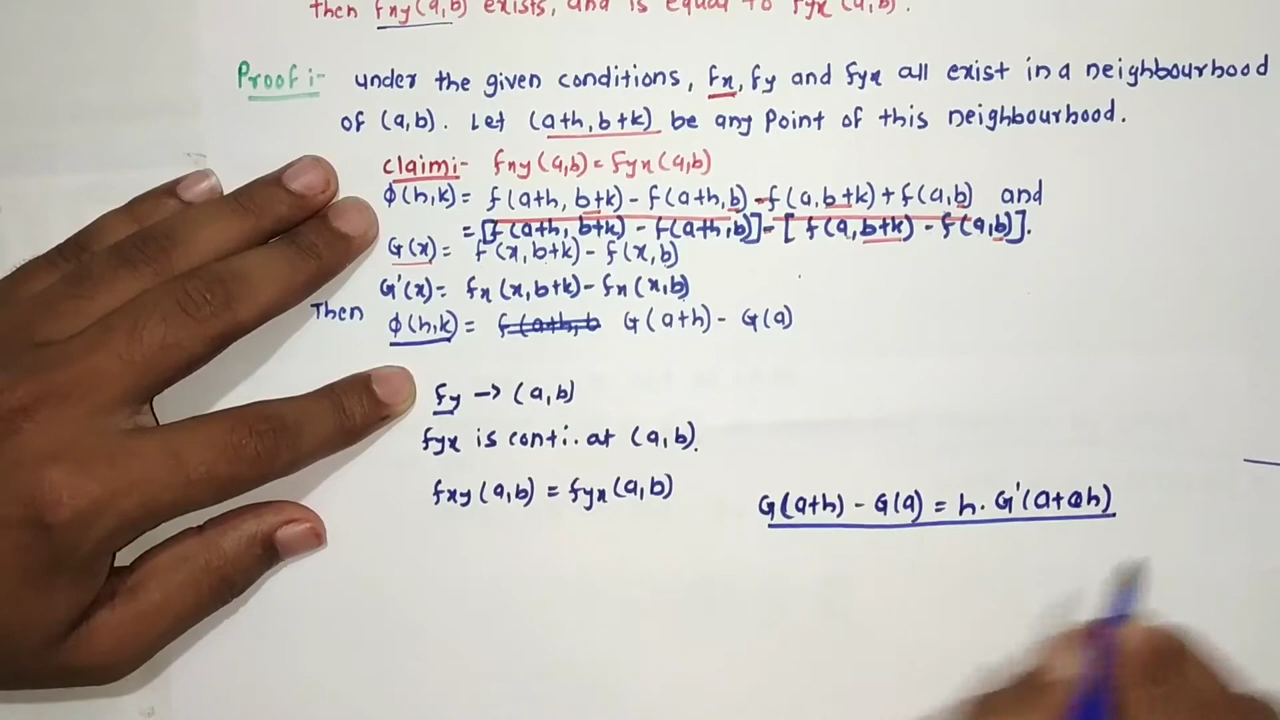 then fxy(a,b) exists, and is equal to fyx (a,b).
Proof :- under the given conditions, fx, fy and fyx all exist in a neighbourhood
of (a,b). Let (a+h, b+k) be any point of this neighbourhood.
claim:- fxy (a,b) = fyx (a,b)
ϕ(h,k) = f(a+h, b+k) - f(a+h, b) - f(a, b+k) + f(a,b) and
= [f(a+h, b+k) - f(a+h, b)] - [f(a, b+k) - f(a,b)].
G(x) = f(x, b+k) - f(x, b)
G'(x) = fx (x, b+k) - fx (x, b)
Then ϕ(h,k) = G(a+h) - G(a)
fy → (a,b)
fyx is conti. at (a,b).
fxy (a,b) = fyx (a,b)
G(a+h) - G(a) = h. G'(a+θh)